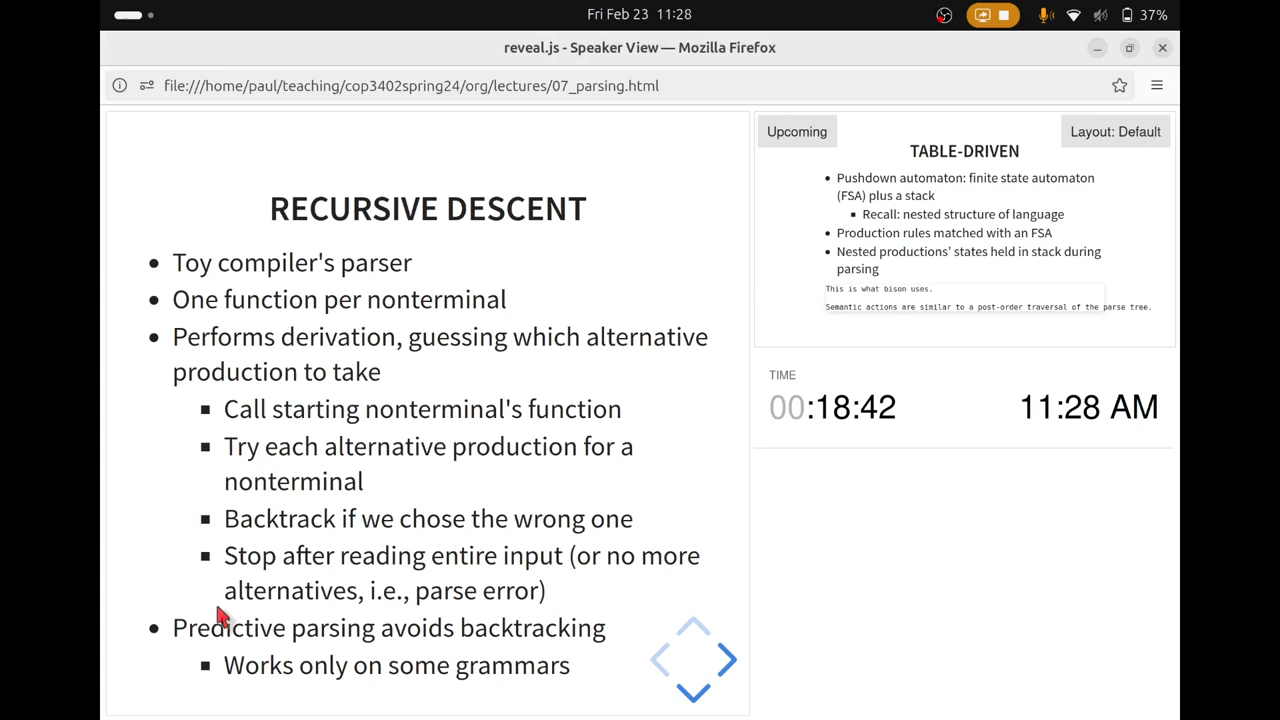 Fri Feb 23 11:28
37%
reveal.js - Speaker View — Mozilla Firefox
file:///home/paul/teaching/cop3402spring24/org/lectures/07_parsing.html
RECURSIVE DESCENT
Toy compiler's parser
One function per nonterminal
Performs derivation, guessing which alternative
production to take
Call starting nonterminal's function
Try each alternative production for a
nonterminal
Backtrack if we chose the wrong one
Stop after reading entire input (or no more
alternatives, i.e., parse error)
Predictive parsing avoids backtracking
Works only on some grammars
Upcoming
Layout: Default
TABLE-DRIVEN
Pushdown automaton: finite state automaton
(FSA) plus a stack
Recall: nested structure of language
Production rules matched with an FSA
Nested productions' states held in stack during
parsing
This is what bison uses.
Semantic actions are similar to a post-order traversal of the parse tree.
TIME
00:18:42
11:28 AM